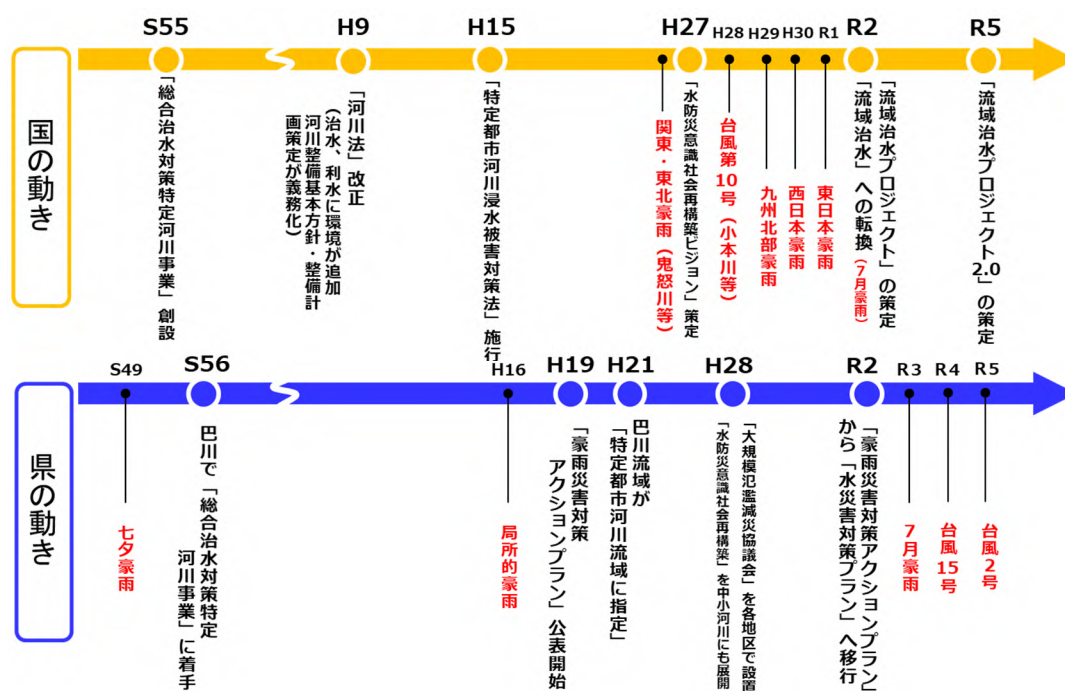 国の動き
S55
「総合治水対策特定河川事業」創設
H9
「河川法」改正
(治水、利水に環境が追加
河川整備基本方針・整備計
画策定が義務化)
H15
「特定都市河川浸水被害対策法」施行
関東・東北豪雨(鬼怒川等)
H27
「水防災意識社会再構築ビジョン」策定
H28
台風第10号(小本川等)
H29
九州北部豪雨
H30
西日本豪雨
R1
東日本豪雨
R2
「流域治水プロジェクト」の策定
「流域治水」への転換(7月豪雨)
R5
「流域治水プロジェクト2.0」の策定
県の動き
S49
七夕豪雨
S56
巴川で「総合治水対策特定
河川事業」に着手
H16
局所的豪雨
H19
「豪雨災害対策
アクションプラン」公表開始
H21
巴川流域が
「特定都市河川流域に指定」
H28
「大規模氾濫減災協議会」を各地区で設置
「水防災意識社会再構築」を中小河川にも展開
R2
「豪雨災害対策アクションプラン」
から「水災害対策プラン」へ移行
R3
7月豪雨
R4
台風15号
R5
台風2号